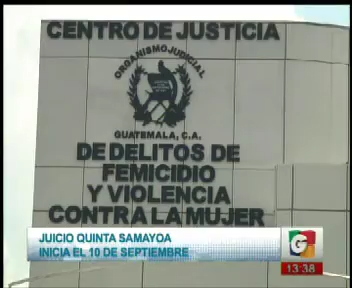 CENTRO DE JUSTICIA
ORGANISMO JUDICIAL
GUATEMALA, C.A.
DE DELITOS DE
FEMICIDIO
Y VIOLENCIA
CONTRA LA MUJER
JUICIO QUINTA SAMAYOA
INICIA EL 10 DE SEPTIEMBRE
G
13:38